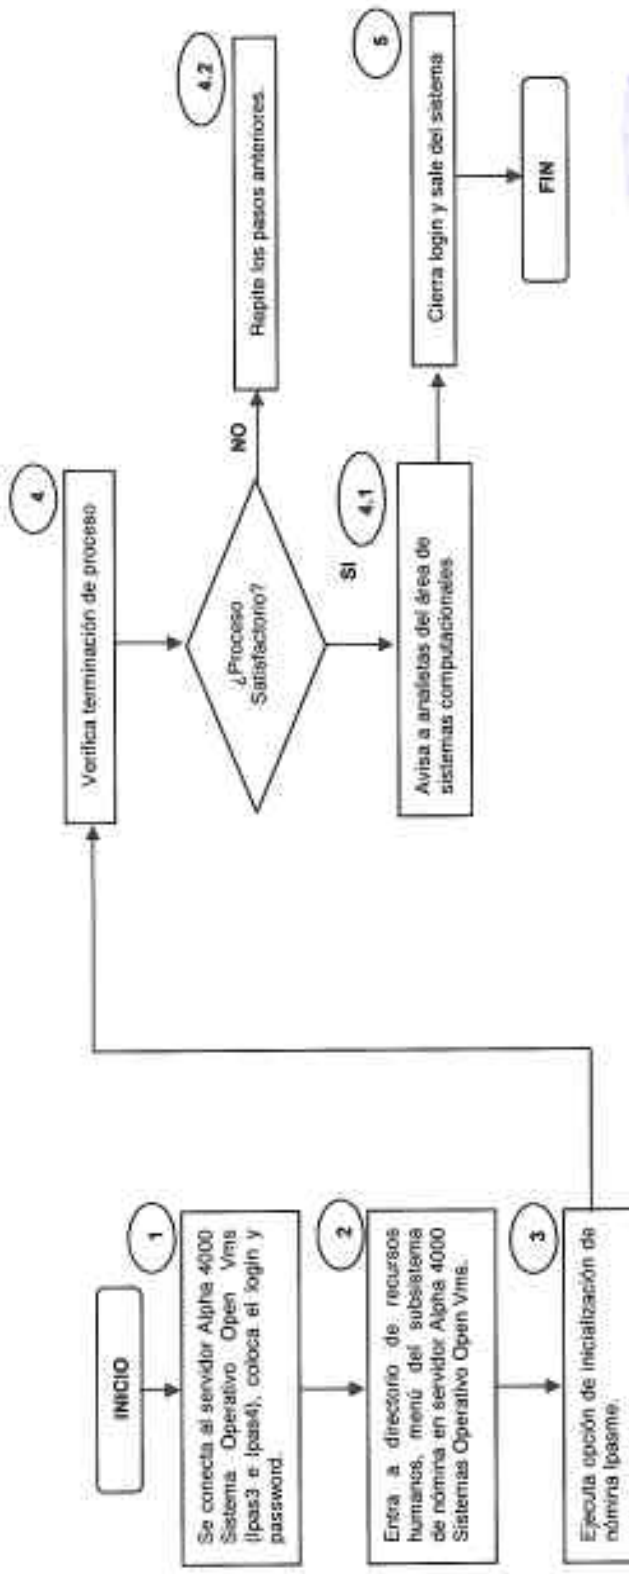 INICIO
1
Se conecta al servidor Alpha 4000
Sistema Operativo Open Vms
(Ipas3 e Ipas4), coloca el login y
password.
2
Entra a directorio de recursos
humanos, menú del subsistema
de nómina en servidor Alpha 4000
Sistemas Operativo Open Vms.
3
Ejecuta opción de inicialización de
nómina Ipasme.
4
Verifica terminación de proceso
¿Proceso
Satisfactorio?
NO
4.2
Repite los pasos anteriores.
SI
4.1
Avisa a analistas del área de
sistemas computacionales
5
Cierra login y sale del sistema
FIN